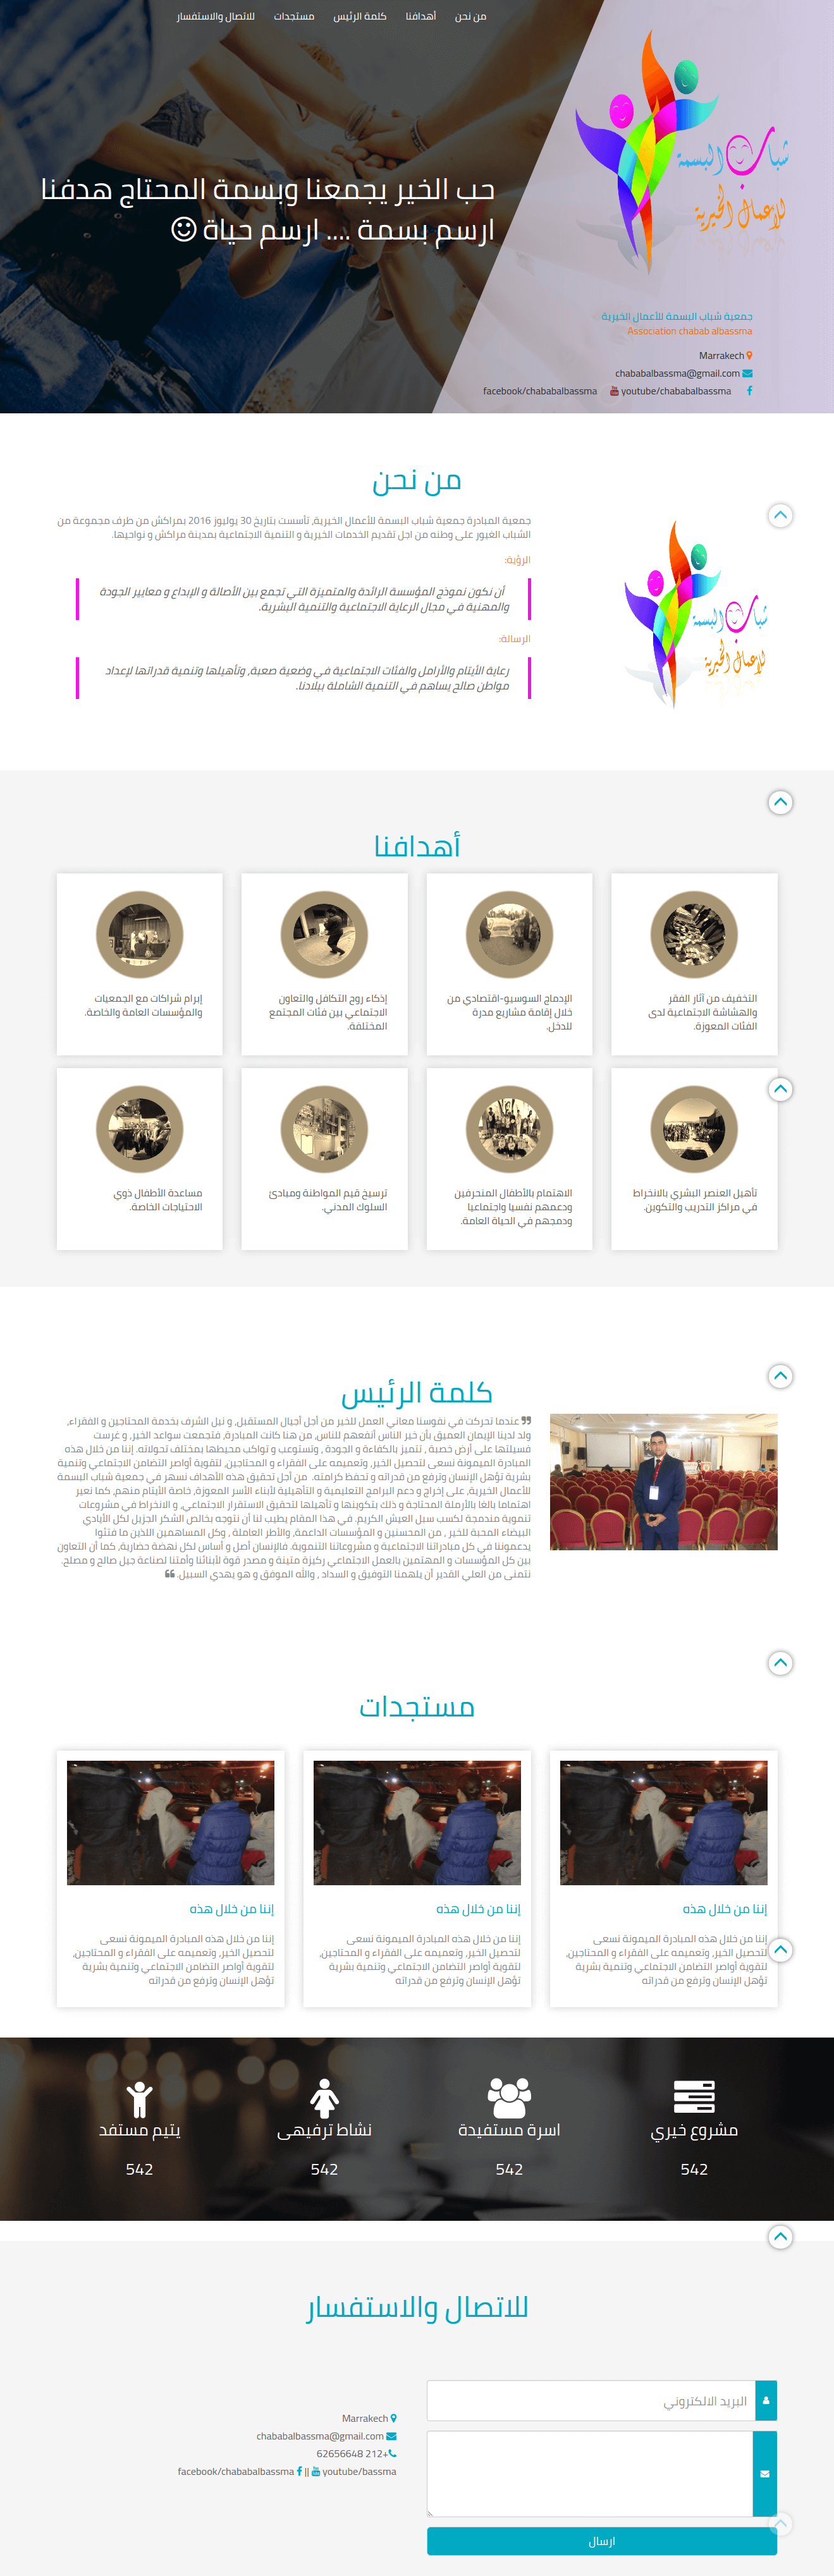 من نحن أهدافنا كلمة الرئيس مستجدات للاتصال والاستفسار
شباب البسمة
للإعمال الخيرية
حب الخير يجمعنا وبسمة المحتاج هدفنا
ارسم بسمة .... ارسم حياة
جمعية شباب البسمة للأعمال الخيرية
Association chabab albassma
Marrakech
chababalbassma@gmail.com
facebook/chababalbassma youtube/chababalbassma
من نحن
جمعية المبادرة جمعية شباب البسمة للأعمال الخيرية, تأسست بتاريخ 30 يوليوز 2016 بمراكش من طرف مجموعة من
الشباب الغيور على وطنه من اجل تقديم الخدمات الخيرية و التنمية الاجتماعية بمدينة مراكش و نواحيها.
الرؤية:
أن نكون نموذج المؤسسة الرائدة والمتميزة التي تجمع بين الأصالة و الإبداع و معايير الجودة
والمهنية في مجال الرعاية الاجتماعية والتنمية البشرية.
الرسالة:
رعاية الأيتام والأرامل والفئات الاجتماعية في وضعية صعبة, وتأهيلها وتنمية قدراتها لإعداد
مواطن صالح يساهم في التنمية الشاملة ببلادنا.
شباب البسمة
للإعمال الخيرية
أهدافنا
التخفيف من آثار الفقر
والهشاشة الاجتماعية لدى
الفئات المعوزة.
الإدماج السوسيو-اقتصادي من
خلال إقامة مشاريع مدرة
للدخل.
إذكاء روح التكافل والتعاون
الاجتماعي بين فئات المجتمع
المختلفة.
إبرام شراكات مع الجمعيات
والمؤسسات العامة والخاصة.
تأهيل العنصر البشري بالانخراط
في مراكز التدريب والتكوين.
الاهتمام بالأطفال المنحرفين
ودعمهم نفسيا واجتماعيا
ودمجهم في الحياة العامة.
ترسيخ قيم المواطنة ومبادئ
السلوك المدني.
مساعدة الأطفال ذوي
الاحتياجات الخاصة.
كلمة الرئيس
عندما تحركت في نفوسنا معاني العمل للخير من أجل أجيال المستقبل, و نيل الشرف بخدمة المحتاجين و الفقراء,
ولد لدينا الإيمان العميق بأن خير الناس أنفعهم للناس, من هنا كانت المبادرة, فتجمعت سواعد الخير, و غرست
فسيلتها على أرض خصبة , تتميز بالكفاءة و الجودة , وتستوعب و تواكب محيطها بمختلف تحولاته. إننا من خلال هذه
المبادرة الميمونة نسعى لتحصيل الخير, وتعميمه على الفقراء و المحتاجين, لتقوية أواصر التضامن الاجتماعي وتنمية
بشرية تؤهل الإنسان وترفع من قدراته و تحفظ كرامته. من أجل تحقيق هذه الأهداف نسهر في جمعية شباب البسمة
للأعمال الخيرية, على إخراج و دعم البرامج التعليمية و التأهيلية لأبناء الأسر المعوزة, خاصة الأيتام منهم, كما نعير
اهتماما بالغا بالأرملة المحتاجة و ذلك بتكوينها و تأهيلها لتحقيق الاستقرار الاجتماعي, و الانخراط في مشروعات
تنموية مندمجة لكسب سبل العيش الكريم. في هذا المقام يطيب لنا أن نتوجه بخالص الشكر الجزيل لكل الأيادي
البيضاء المحبة للخير , من المحسنين و المؤسسات الداعمة, والأطر العاملة , وكل المساهمين اللذين ما فتئوا
يدعموننا في كل مبادراتنا الاجتماعية و مشروعاتنا التنموية. فالإنسان أصل و أساس لكل نهضة حضارية, كما أن التعاون
بين كل المؤسسات و المهتمين بالعمل الاجتماعي ركيزة متينة و مصدر قوة لأبنائنا وأمتنا لصناعة جيل صالح و مصلح.
نتمنى من العلي القدير أن يلهمنا التوفيق و السداد , والله الموفق و هو يهدي السبيل.
مستجدات
إننا من خلال هذه
إننا من خلال هذه المبادرة الميمونة نسعى
لتحصيل الخير, وتعميمه على الفقراء و المحتاجين,
لتقوية أواصر التضامن الاجتماعي وتنمية بشرية
تؤهل الإنسان وترفع من قدراته
إننا من خلال هذه
إننا من خلال هذه المبادرة الميمونة نسعى
لتحصيل الخير, وتعميمه على الفقراء و المحتاجين,
لتقوية أواصر التضامن الاجتماعي وتنمية بشرية
تؤهل الإنسان وترفع من قدراته
إننا من خلال هذه
إننا من خلال هذه المبادرة الميمونة نسعى
لتحصيل الخير, وتعميمه على الفقراء و المحتاجين,
لتقوية أواصر التضامن الاجتماعي وتنمية بشرية
تؤهل الإنسان وترفع من قدراته
مشروع خيري
542
اسرة مستفيدة
542
نشاط ترفيهى
542
يتيم مستفد
542
للاتصال والاستفسار
البريد الالكتروني
ارسال
Marrakech
chababalbassma@gmail.com
62656648 212+
facebook/chababalbassma || youtube/bassma